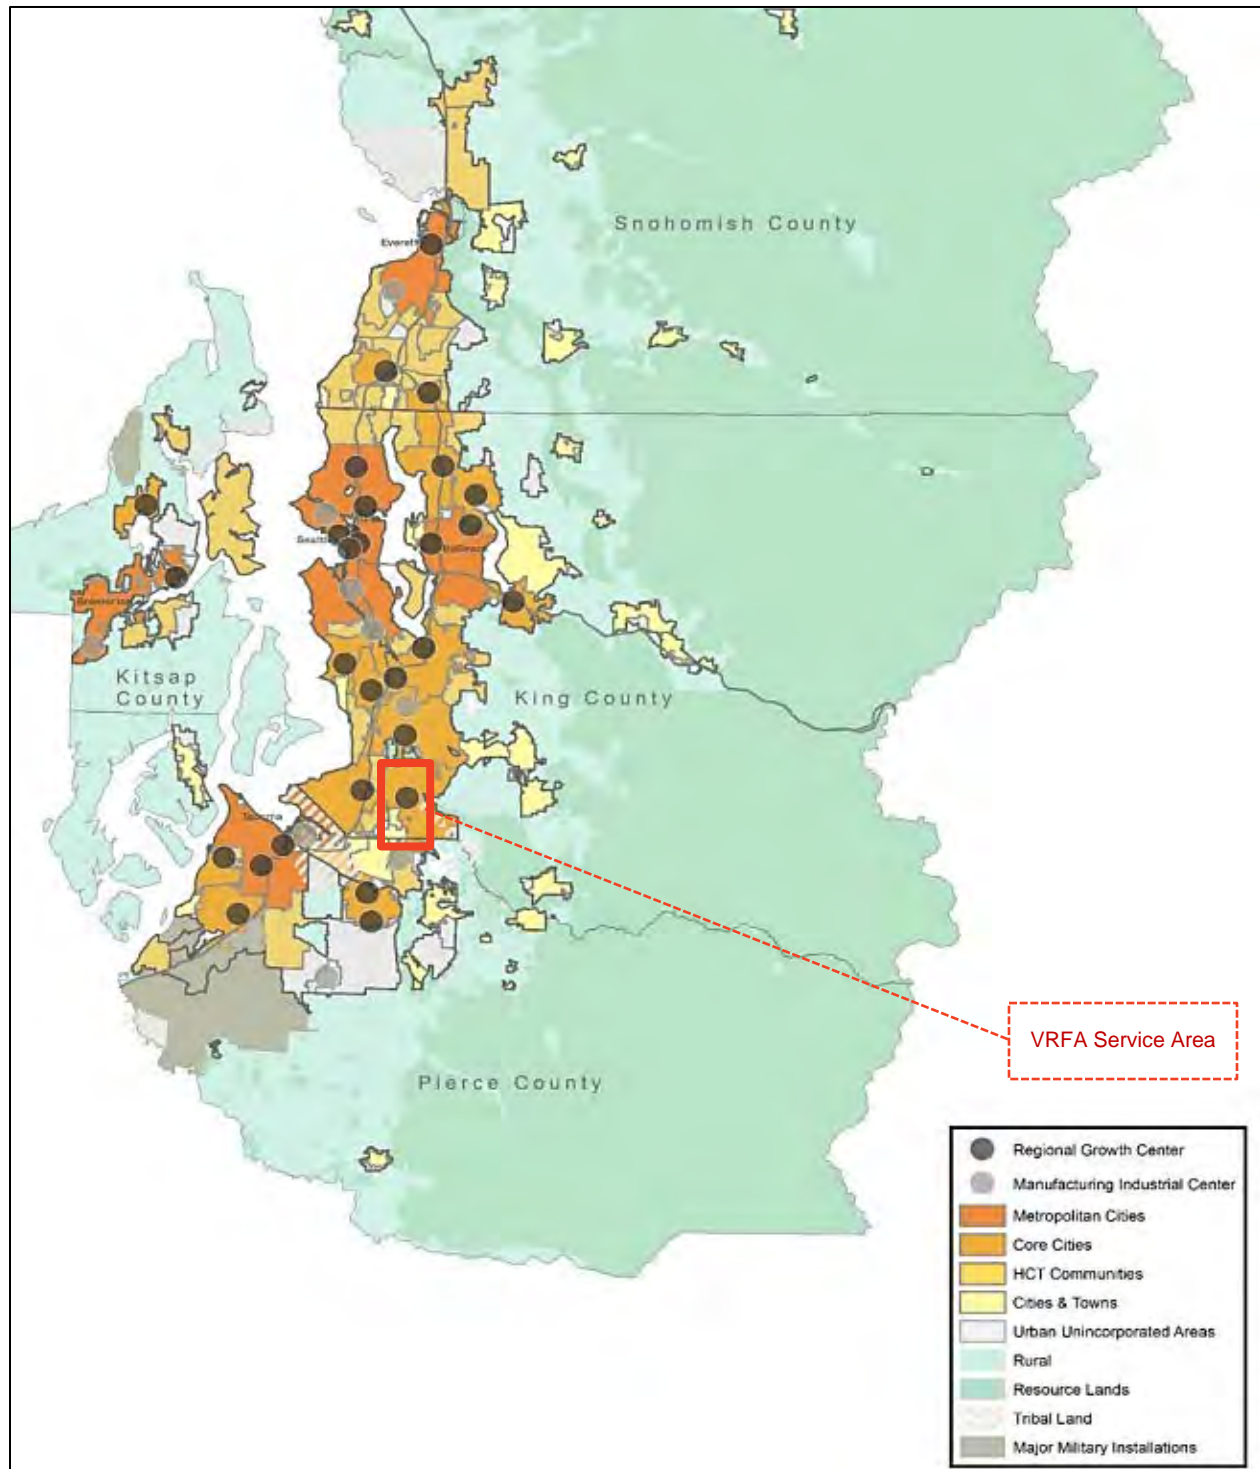 Snohomish County
Everett
Seattle
Bellevue
Bremerton
Kitsap
County
King County
Tacoma
VRFA Service Area
Pierce County
Regional Growth Center
Manufacturing Industrial Center
Metropolitan Cities
Core Cities
HCT Communities
Cities & Towns
Urban Unincorporated Areas
Rural
Resource Lands
Tribal Land
Major Military Installations